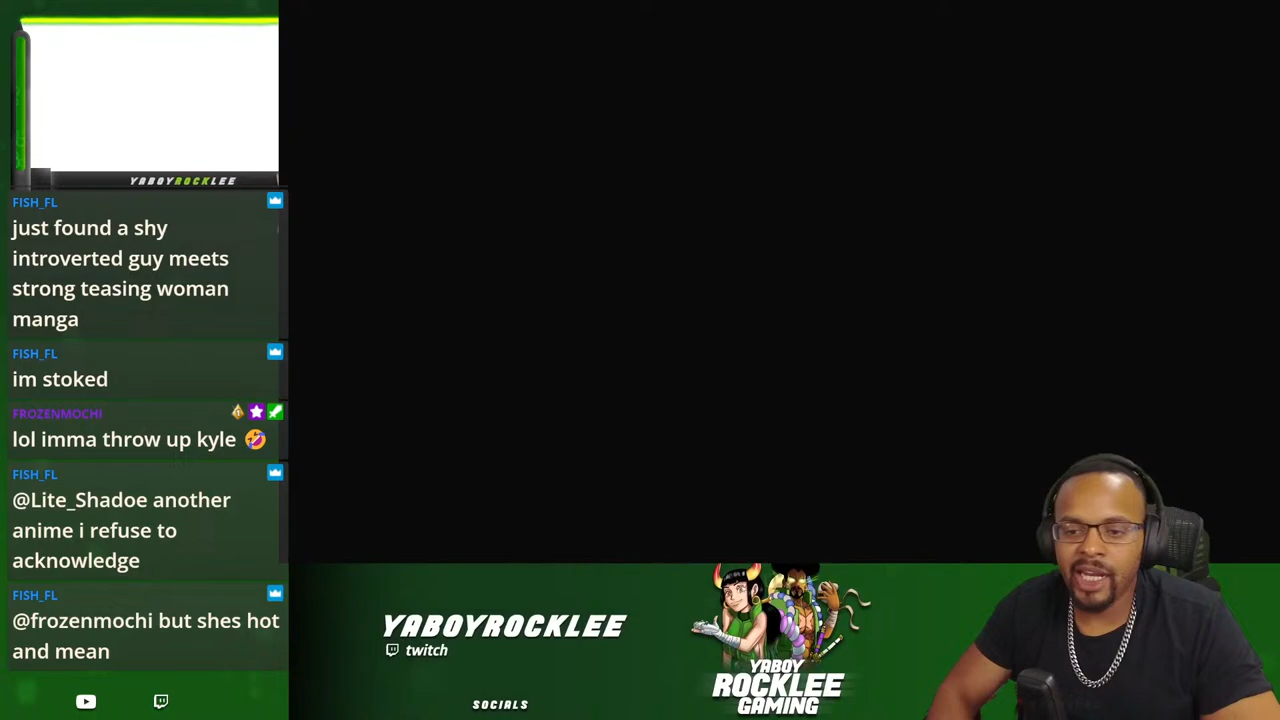 YABOYROCKLEE
FISH_FL
just found a shy
introverted guy meets
strong teasing woman
manga
FISH_FL
im stoked
FROZENMOCHI
lol imma throw up kyle 🤣
FISH_FL
@Lite_Shadoe another
anime i refuse to
acknowledge
FISH_FL
@frozenmochi but shes hot
and mean
YABOYROCKLEE
twitch
SOCIALS
YABOY
ROCKLEE
GAMING